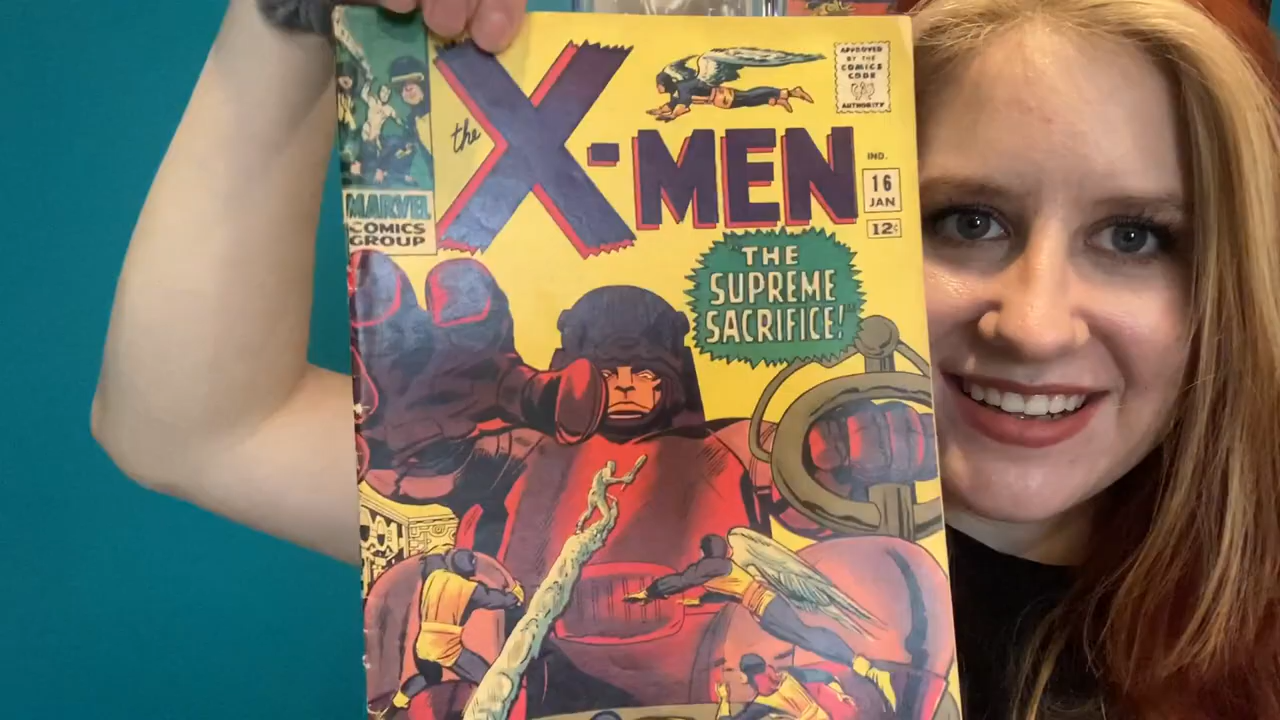 MARVEL
COMICS
GROUP
the
X-MEN
APPROVED
BY THE
COMICS
CODE
AUTHORITY
IND.
16
JAN
12¢
"THE
SUPREME
SACRIFICE!"